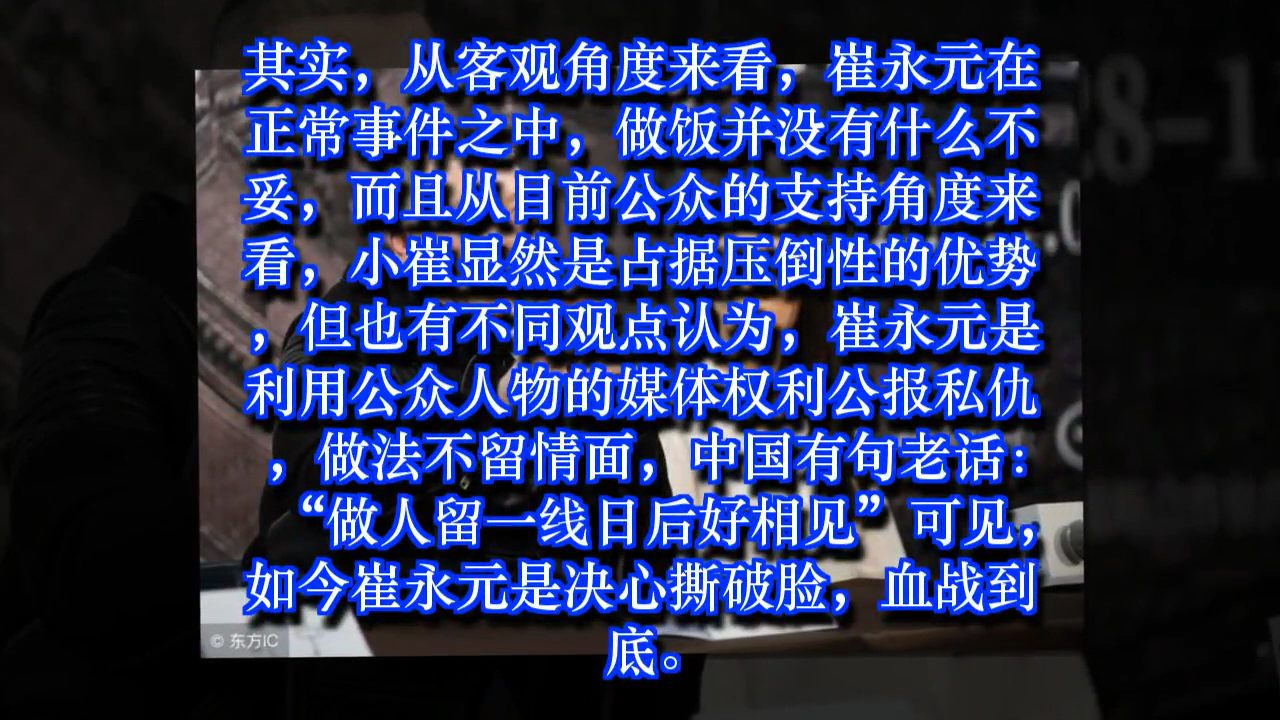 其实，从客观角度来看，崔永元在
正常事件之中，做饭并没有什么不
妥，而且从目前公众的支持角度来
看，小崔显然是占据压倒性的优势
，但也有不同观点认为，崔永元是
利用公众人物的媒体权利公报私仇
，做法不留情面，中国有句老话：
“做人留一线日后好相见”可见，
如今崔永元是决心撕破脸，血战到
底。
28-1
© 东方IC